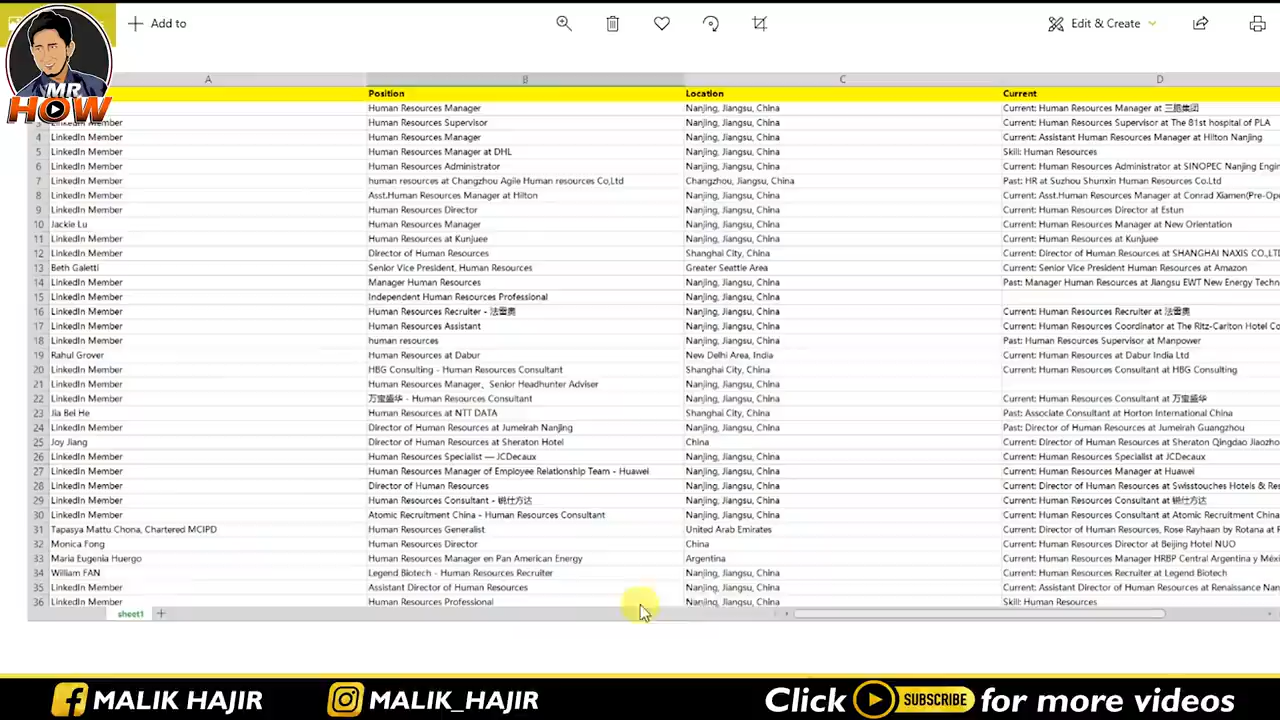 Add to
Edit & Create
MR
HOW
A B C D
Position Location Current
Human Resources Manager Nanjing, Jiangsu, China Current: Human Resources Manager at 三胞集团
3 LinkedIn Member Human Resources Supervisor Nanjing, Jiangsu, China Current: Human Resources Supervisor at The 81st hospital of PLA
4 LinkedIn Member Human Resources Manager Nanjing, Jiangsu, China Current: Assistant Human Resources Manager at Hilton Nanjing
5 LinkedIn Member Human Resources Manager at DHL Nanjing, Jiangsu, China Skill: Human Resources
6 LinkedIn Member Human Resources Administrator Nanjing, Jiangsu, China Current: Human Resources Administrator at SINOPEC Nanjing Engin
7 LinkedIn Member human resources at Changzhou Agile Human resources Co,Ltd Changzhou, Jiangsu, China Past: HR at Suzhou Shunxin Human Resources Co.Ltd
8 LinkedIn Member Asst.Human Resources Manager at Hilton Nanjing, Jiangsu, China Current: Asst.Human Resources Manager at Conrad Xiamen(Pre-Ope
9 LinkedIn Member Human Resources Director Nanjing, Jiangsu, China Current: Human Resources Director at Estun
10 Jackie Lu Human Resources Manager Nanjing, Jiangsu, China Current: Human Resources Manager at New Orientation
11 LinkedIn Member Human Resources at Kunjuee Nanjing, Jiangsu, China Current: Human Resources at Kunjuee
12 LinkedIn Member Director of Human Resources Shanghai City, China Current: Director of Human Resources at SHANGHAI NAXIS CO.,LTD
13 Beth Galetti Senior Vice President, Human Resources Greater Seattle Area Current: Senior Vice President Human Resources at Amazon
14 LinkedIn Member Manager Human Resources Nanjing, Jiangsu, China Past: Manager Human Resources at Jiangsu EWT New Energy Techn
15 LinkedIn Member Independent Human Resources Professional Nanjing, Jiangsu, China
16 LinkedIn Member Human Resources Recruiter - 法雷奥 Nanjing, Jiangsu, China Current: Human Resources Recruiter at 法雷奥
17 LinkedIn Member Human Resources Assistant Nanjing, Jiangsu, China Current: Human Resources Coordinator at The Ritz-Carlton Hotel Co
18 LinkedIn Member human resources Nanjing, Jiangsu, China Past: Human Resources Supervisor at Manpower
19 Rahul Grover Human Resources at Dabur New Delhi Area, India Current: Human Resources at Dabur India Ltd
20 LinkedIn Member HBG Consulting - Human Resources Consultant Shanghai City, China Current: Human Resources Consultant at HBG Consulting
21 LinkedIn Member Human Resources Manager、Senior Headhunter Adviser Nanjing, Jiangsu, China
22 LinkedIn Member 万宝盛华 - Human Resources Consultant Nanjing, Jiangsu, China Current: Human Resources Consultant at 万宝盛华
23 Jia Bei He Human Resources at NTT DATA Shanghai City, China Past: Associate Consultant at Horton International China
24 LinkedIn Member Director of Human Resources at Jumeirah Nanjing Nanjing, Jiangsu, China Past: Director of Human Resources at Jumeirah Guangzhou
25 Joy Jiang Director of Human Resources at Sheraton Hotel China Current: Director of Human Resources at Sheraton Qingdao Jiaozho
26 LinkedIn Member Human Resources Specialist — JCDecaux Nanjing, Jiangsu, China Current: Human Resources Specialist at JCDecaux
27 LinkedIn Member Human Resources Manager of Employee Relationship Team - Huawei Nanjing, Jiangsu, China Current: Human Resources Manager at Huawei
28 LinkedIn Member Director of Human Resources Nanjing, Jiangsu, China Current: Director of Human Resources at Swisstouches Hotels & Res
29 LinkedIn Member Human Resources Consultant - 锐仕方达 Nanjing, Jiangsu, China Current: Human Resources Consultant at 锐仕方达
30 LinkedIn Member Atomic Recruitment China - Human Resources Consultant Nanjing, Jiangsu, China Current: Human Resources Consultant at Atomic Recruitment China
31 Tapasya Mattu Chona, Chartered MCIPD Human Resources Generalist United Arab Emirates Current: Director of Human Resources, Rose Rayhaan by Rotana at R
32 Monica Fong Human Resources Director China Current: Human Resources Director at Beijing Hotel NUO
33 Maria Eugenia Huergo Human Resources Manager en Pan American Energy Argentina Current: Human Resources Manager HRBP Central Argentina y Méxi
34 William FAN Legend Biotech - Human Resources Recruiter Nanjing, Jiangsu, China Current: Human Resources Recruiter at Legend Biotech
35 LinkedIn Member Assistant Director of Human Resources Nanjing, Jiangsu, China Current: Assistant Director of Human Resources at Renaissance Nan
36 LinkedIn Member Human Resources Professional Nanjing, Jiangsu, China Skill: Human Resources
sheet1
MALIK HAJIR MALIK_HAJIR Click SUBSCRIBE for more videos